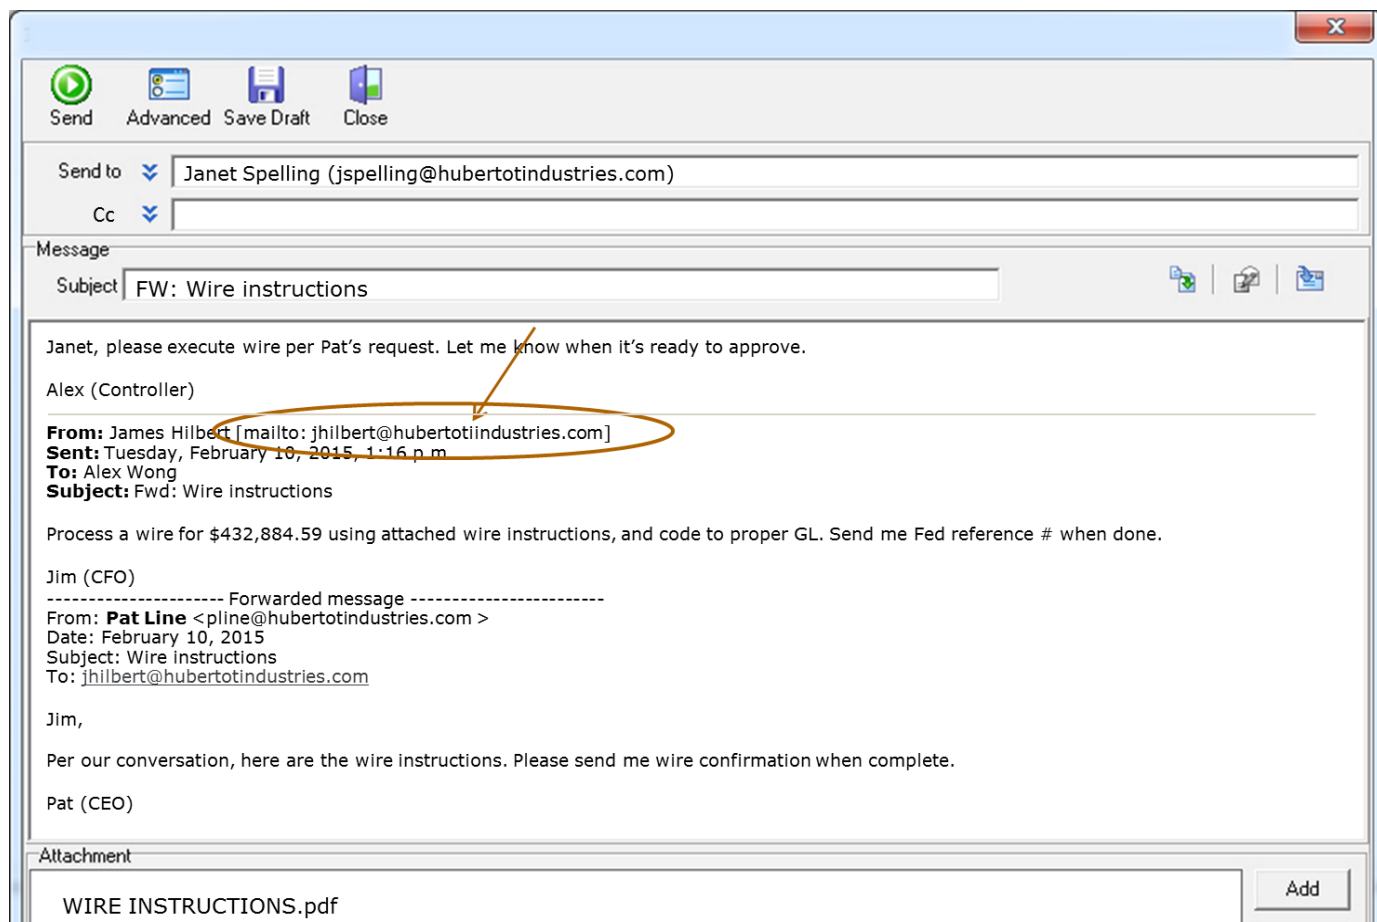 Send Advanced Save Draft Close
Send to Janet Spelling (jspelling@hubertotindustries.com)
Cc
Message
Subject FW: Wire instructions
Janet, please execute wire per Pat’s request. Let me know when it’s ready to approve.
Alex (Controller)
From: James Hilbert [mailto: jhilbert@hubertotiindustries.com]
Sent: Tuesday, February 10, 2015, 1:16 p.m
To: Alex Wong
Subject: Fwd: Wire instructions
Process a wire for $432,884.59 using attached wire instructions, and code to proper GL. Send me Fed reference # when done.
Jim (CFO)
---------------------- Forwarded message ------------------------
From: Pat Line <pline@hubertotindustries.com >
Date: February 10, 2015
Subject: Wire instructions
To: jhilbert@hubertotindustries.com
Jim,
Per our conversation, here are the wire instructions. Please send me wire confirmation when complete.
Pat (CEO)
Attachment
WIRE INSTRUCTIONS.pdf
Add